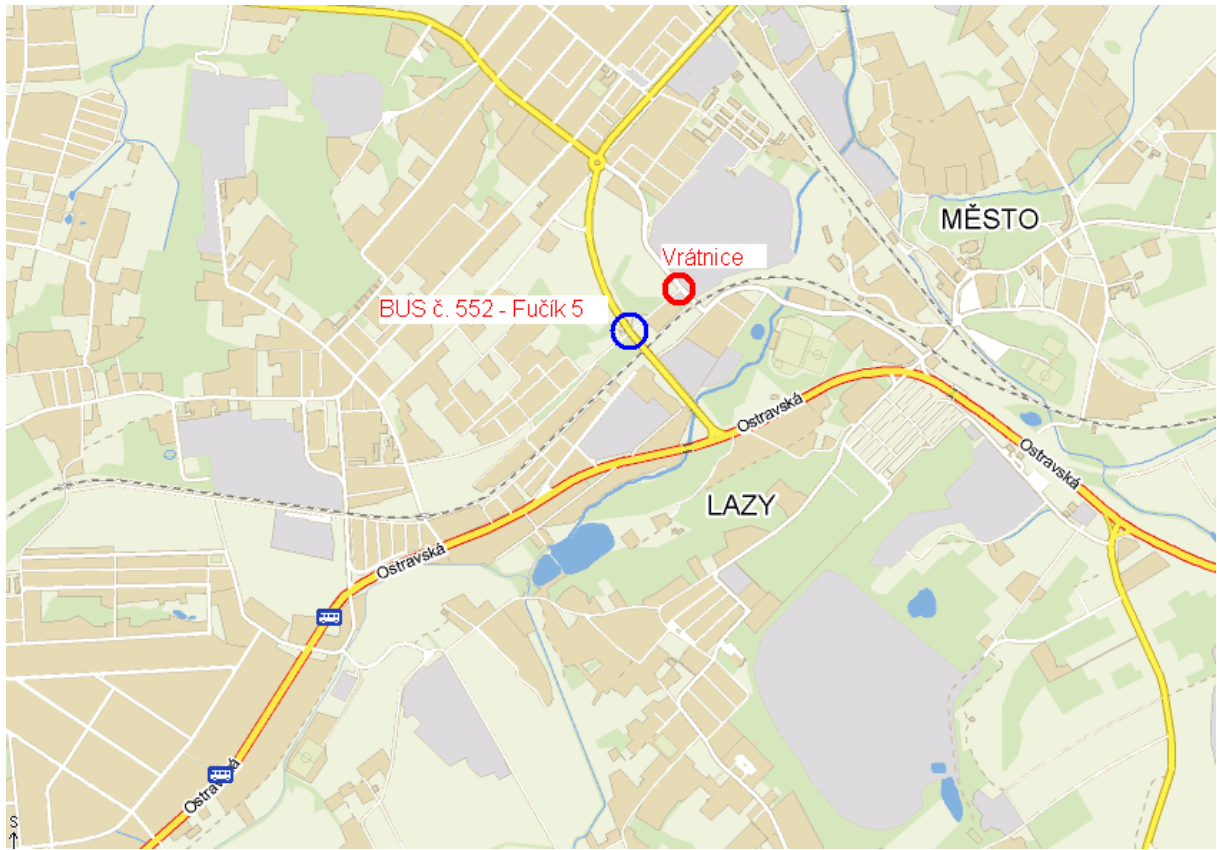 MĚSTO
Vrátnice
BUS č. 552 - Fučík 5
Ostravská
Ostravská
LAZY
Ostravská
Ostravská
S